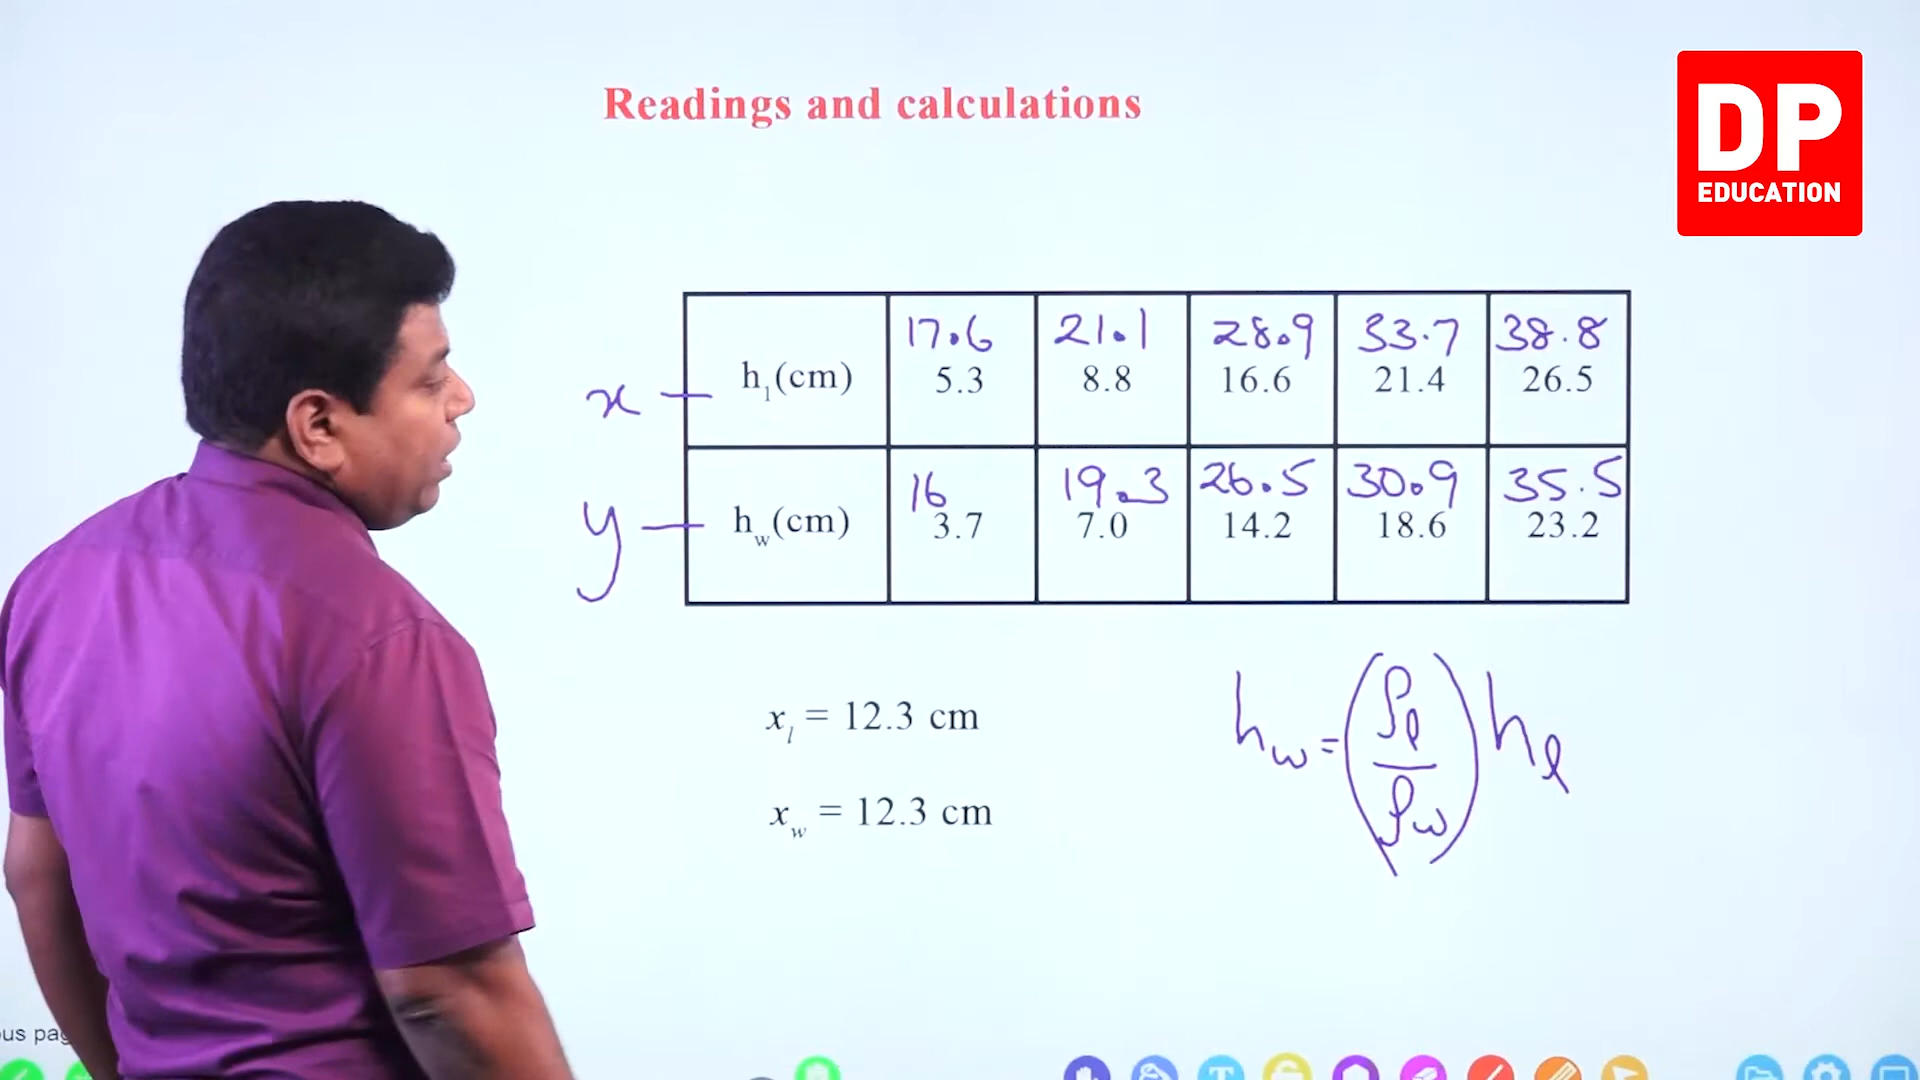 Readings and calculations
DP
EDUCATION
17.6 21.1 28.9 33.7 38.8
x h₁(cm) 5.3 8.8 16.6 21.4 26.5
16 19.3 26.5 30.9 35.5
y h_w(cm) 3.7 7.0 14.2 18.6 23.2
x_l = 12.3 cm
x_w = 12.3 cm
h_w = (ρ_ℓ/ρ_w) h_ℓ